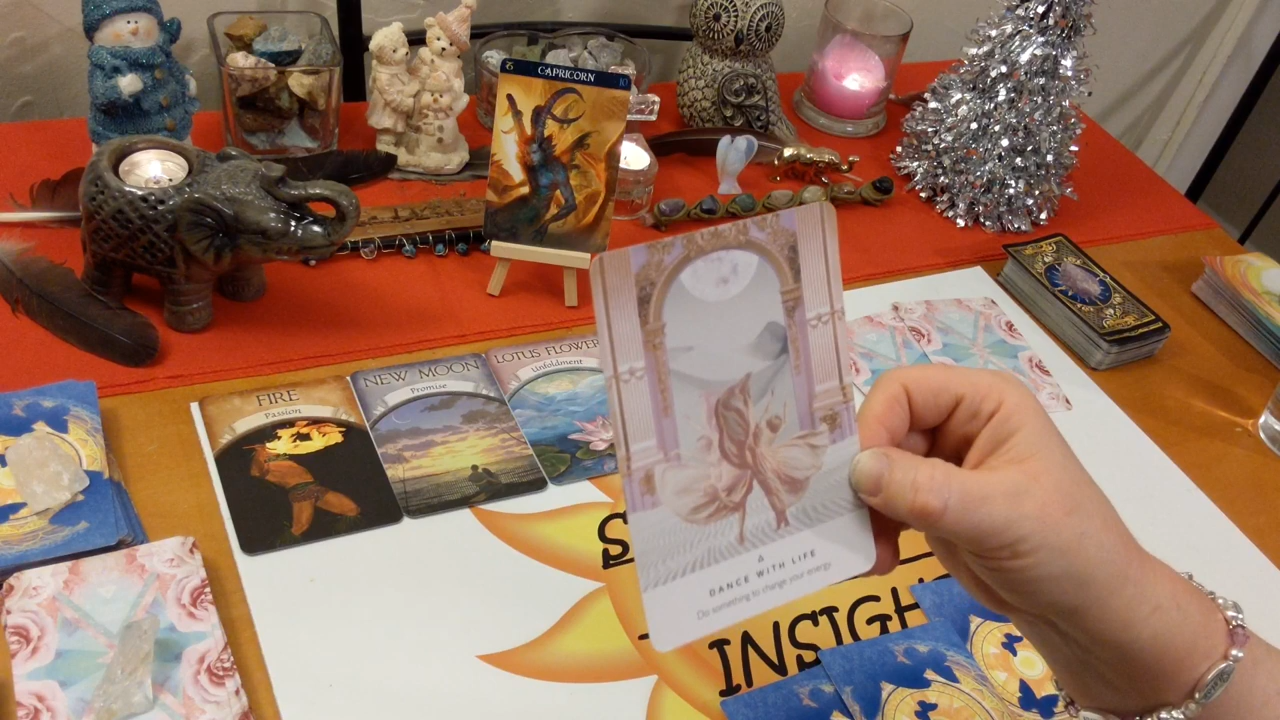 CAPRICORN
10
FIRE
Passion
NEW MOON
Promise
LOTUS FLOWER
Unfoldment
DANCE WITH LIFE
Do something to change your energy
S
INSIGH